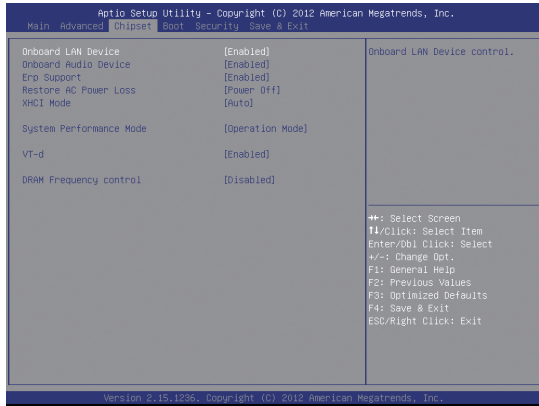 Aptio Setup Utility – Copyright (C) 2012 American Megatrends, Inc.
Main Advanced Chipset Boot Security Save & Exit
Onboard LAN Device [Enabled]
Onboard Audio Device [Enabled]
Erp Support [Enabled]
Restore AC Power Loss [Power Off]
XHCI Mode [Auto]
System Performance Mode [Operation Mode]
VT-d [Enabled]
DRAM Frequency control [Disabled]
Onboard LAN Device control.
→←: Select Screen
↑↓/Click: Select Item
Enter/Dbl Click: Select
+/-: Change Opt.
F1: General Help
F2: Previous Values
F3: Optimized Defaults
F4: Save & Exit
ESC/Right Click: Exit
Version 2.15.1236. Copyright (C) 2012 American Megatrends, Inc.